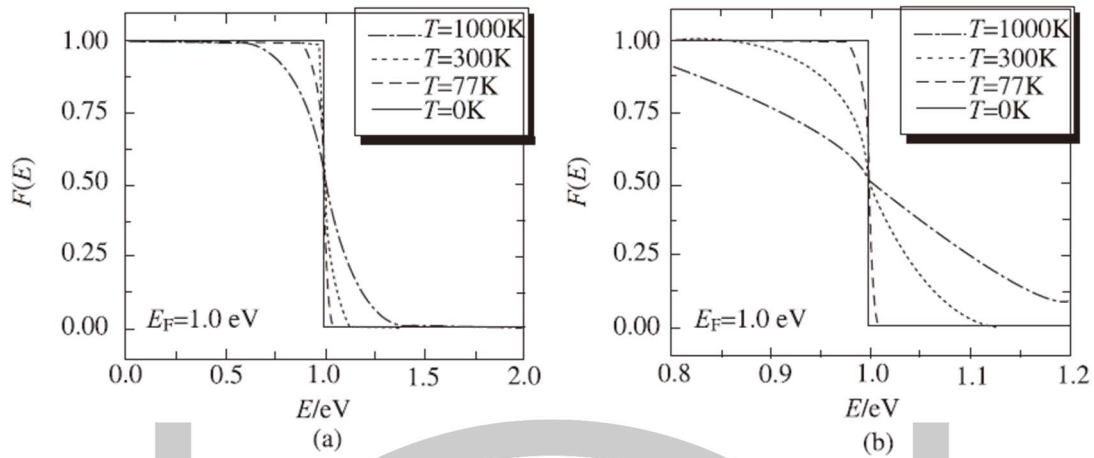 F(E)
1.00
0.75
0.50
0.25
0.00
T=1000K
T=300K
T=77K
T=0K
E_F=1.0 eV
0.0 0.5 1.0 1.5 2.0
E/eV
(a)
F(E)
1.00
0.75
0.50
0.25
0.00
T=1000K
T=300K
T=77K
T=0K
E_F=1.0 eV
0.8 0.9 1.0 1.1 1.2
E/eV
(b)